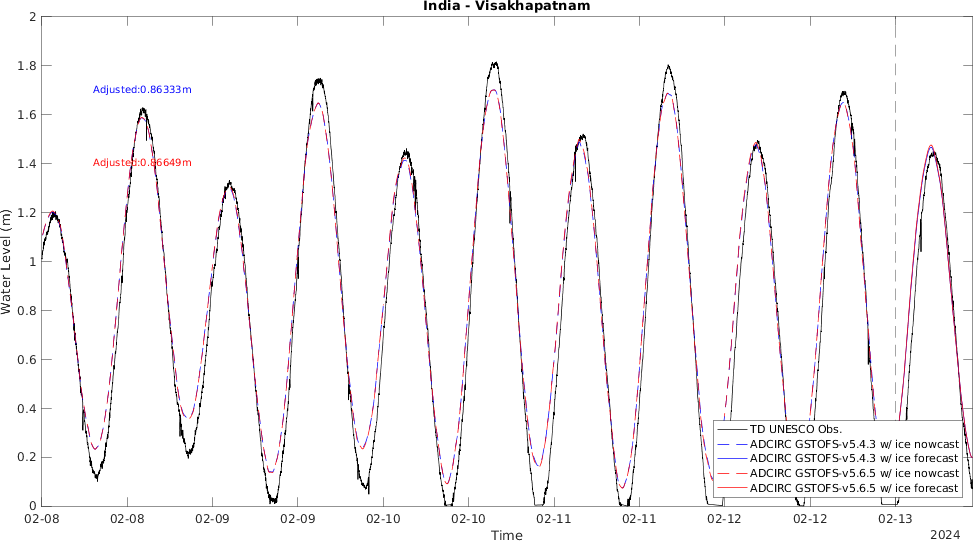 India - Visakhapatnam
2
1.8
1.6
1.4
1.2
1
0.8
0.6
0.4
0.2
0
Water Level (m)
Adjusted:0.86333m
Adjusted:0.86649m
TD UNESCO Obs.
ADCIRC GSTOFS-v5.4.3 w/ ice nowcast
ADCIRC GSTOFS-v5.4.3 w/ ice forecast
ADCIRC GSTOFS-v5.6.5 w/ ice nowcast
ADCIRC GSTOFS-v5.6.5 w/ ice forecast
02-08 02-08 02-09 02-09 02-10 02-10 02-11 02-11 02-12 02-12 02-13
Time
2024